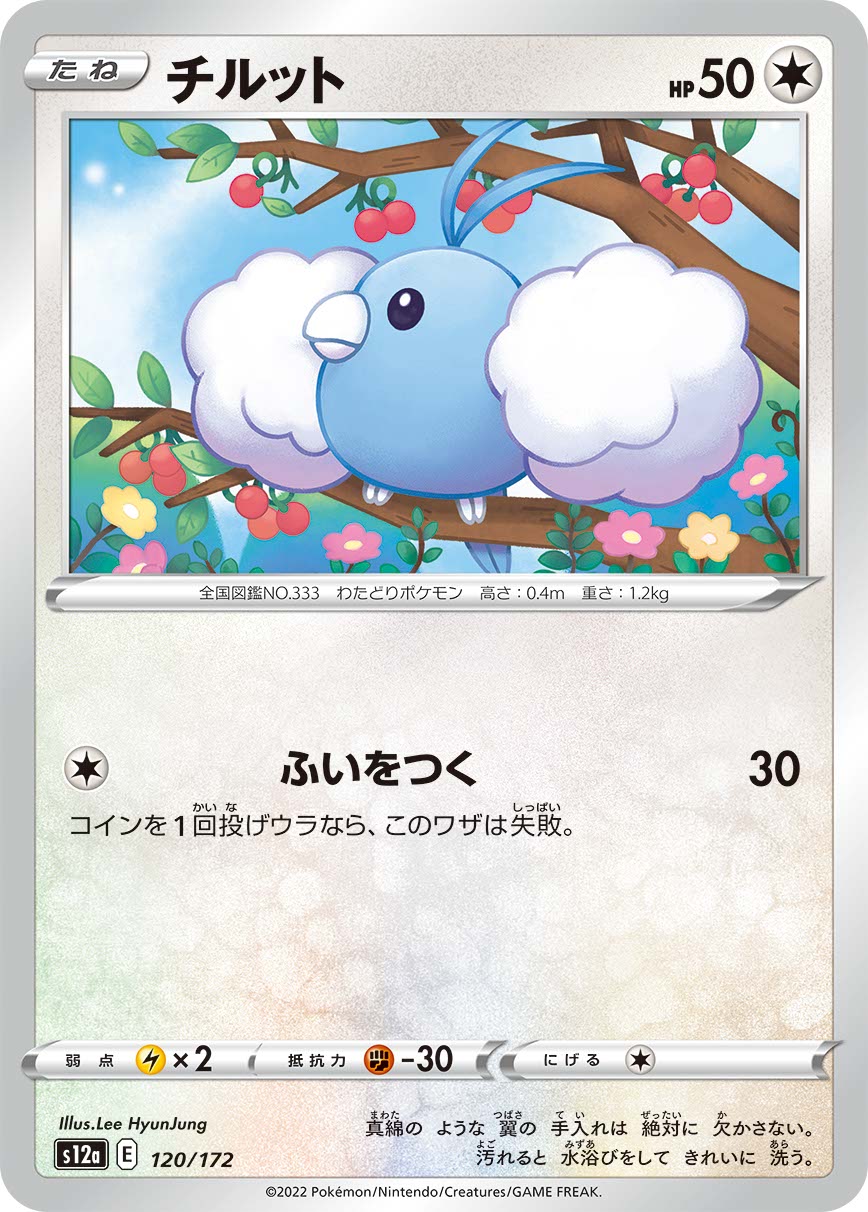 たね チルット HP50
全国図鑑NO.333 わたどりポケモン 高さ:0.4m 重さ:1.2kg
ふいをつく 30
コインを1回投げウラなら、このワザは失敗。
弱点 ×2 抵抗力 -30 にげる
Illus.Lee HyunJung
真綿の ような 翼の 手入れは 絶対に 欠かさない。
汚れると 水浴びをして きれいに 洗う。
s12a E 120/172
©2022 Pokémon/Nintendo/Creatures/GAME FREAK.